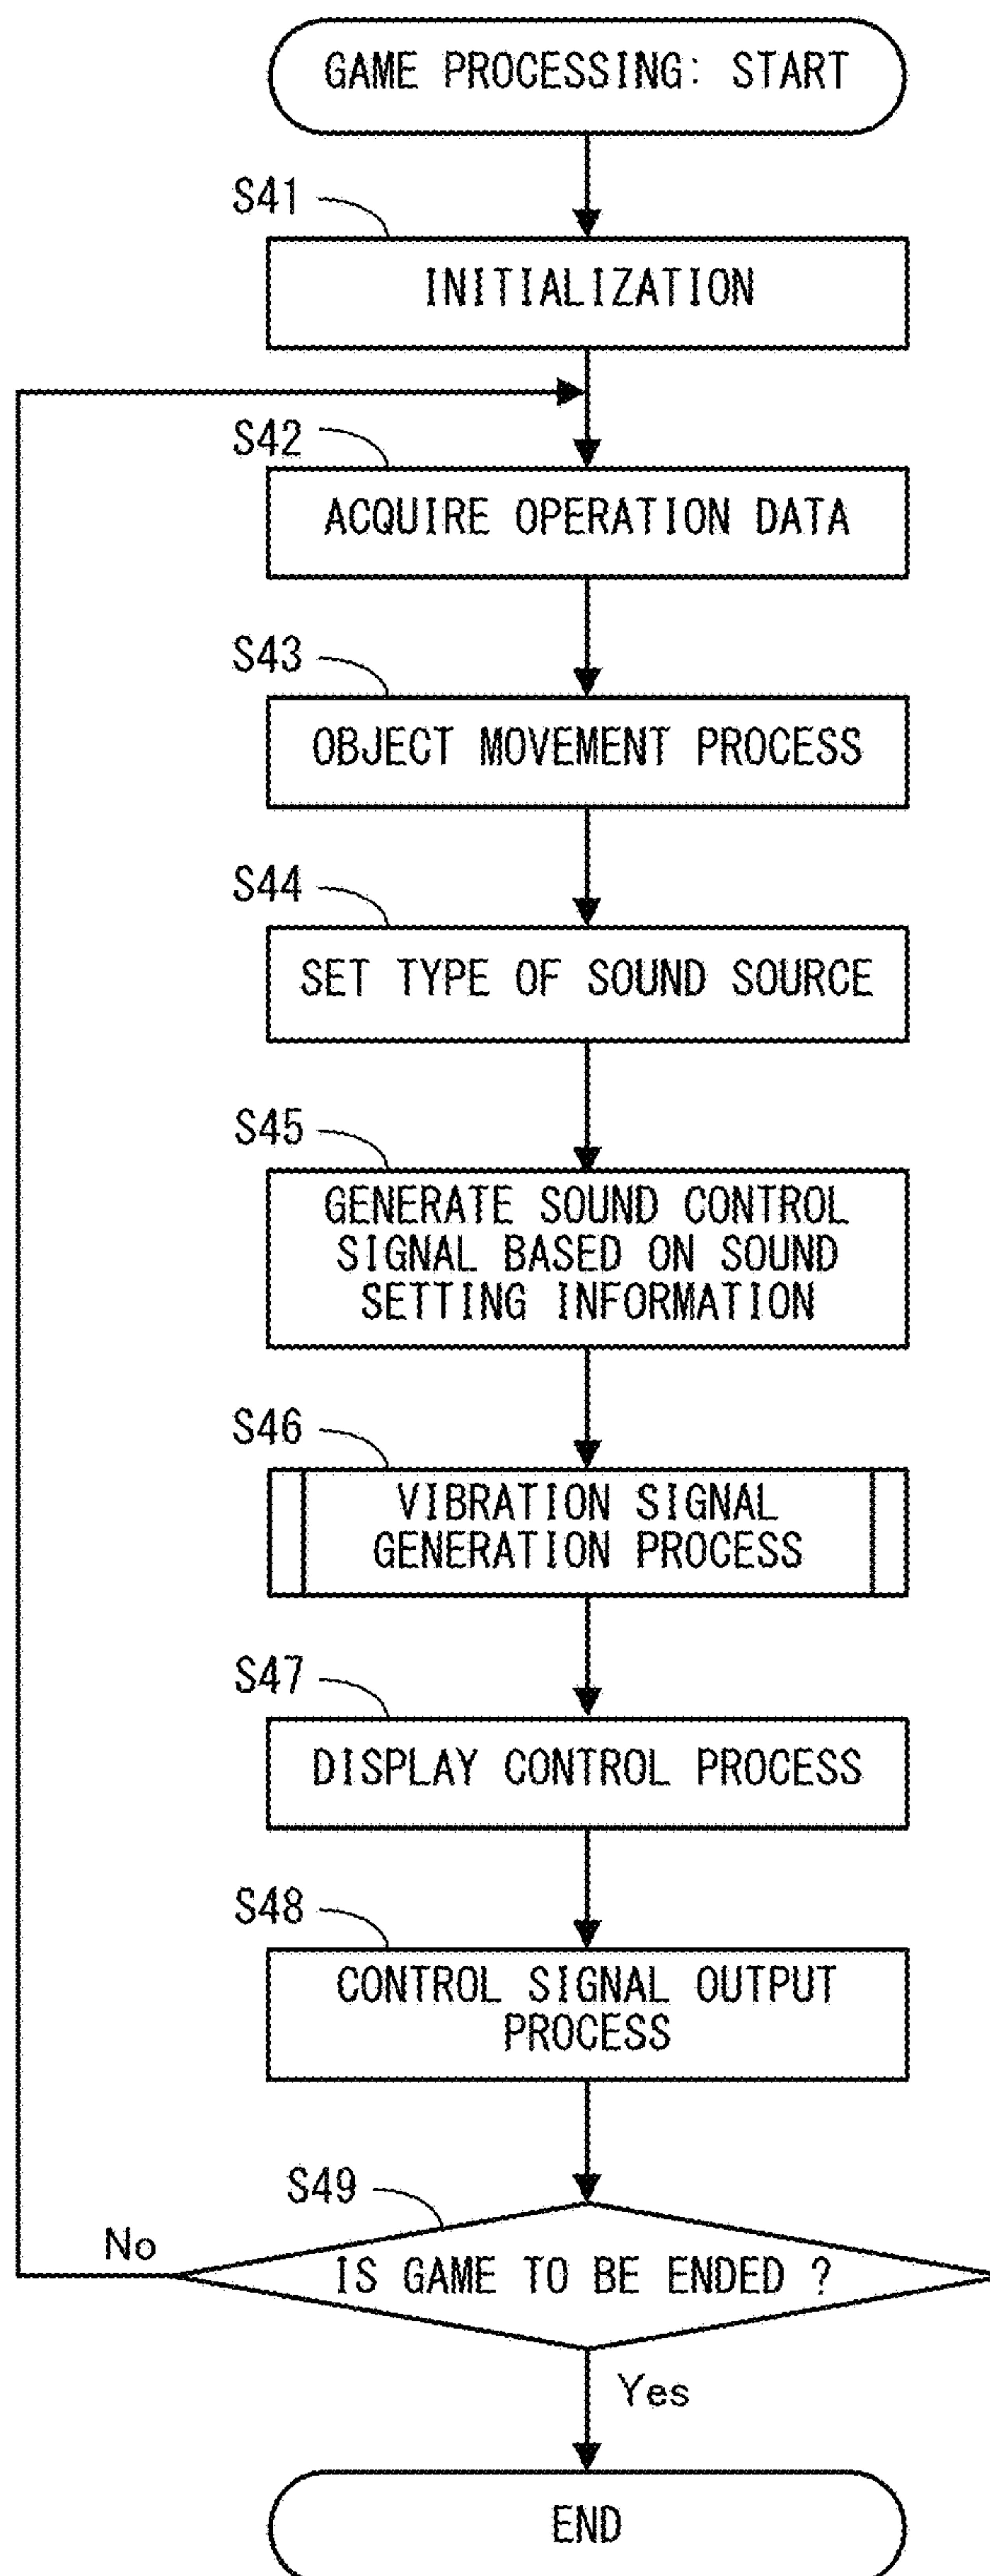 GAME PROCESSING: START
S41
INITIALIZATION
S42
ACQUIRE OPERATION DATA
S43
OBJECT MOVEMENT PROCESS
S44
SET TYPE OF SOUND SOURCE
S45
GENERATE SOUND CONTROL
SIGNAL BASED ON SOUND
SETTING INFORMATION
S46
VIBRATION SIGNAL
GENERATION PROCESS
S47
DISPLAY CONTROL PROCESS
S48
CONTROL SIGNAL OUTPUT
PROCESS
S49
No
IS GAME TO BE ENDED ?
Yes
END